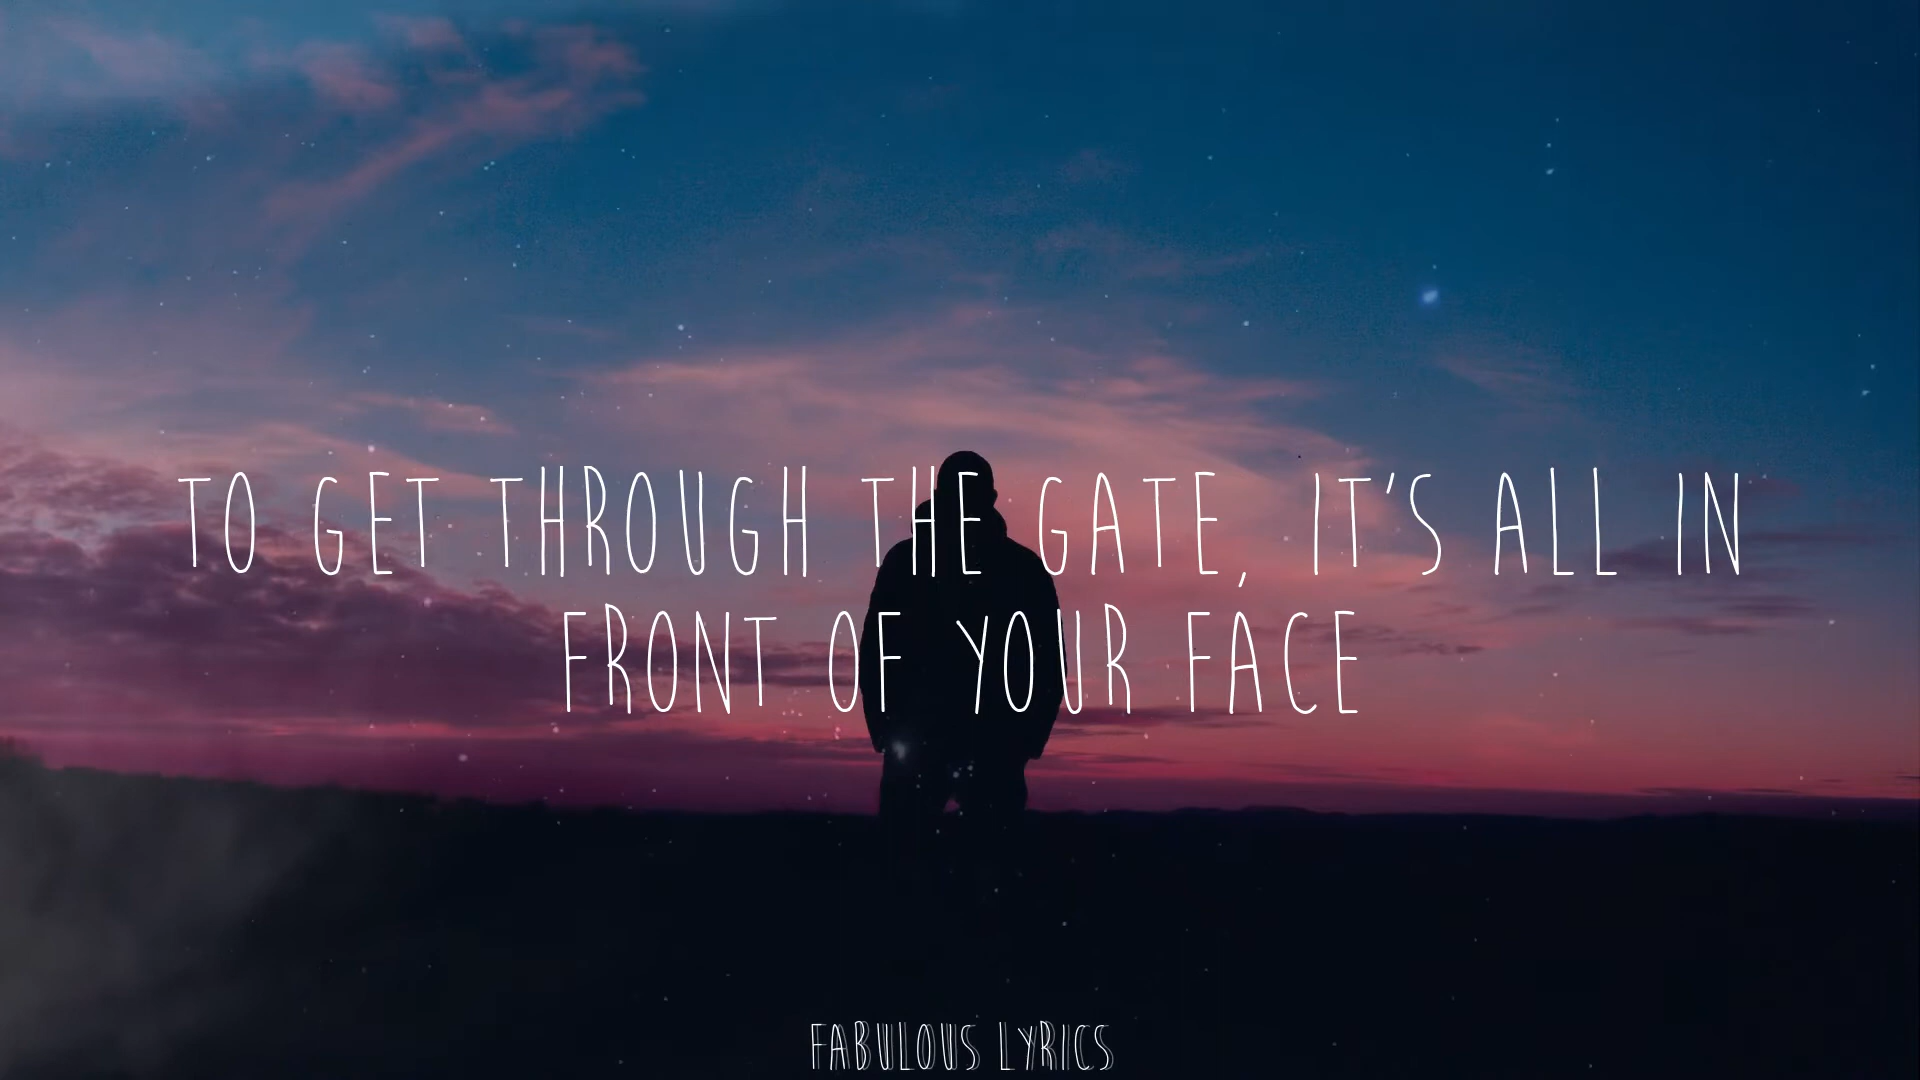 TO GET THROUGH THE GATE, IT'S ALL IN
FRONT OF YOUR FACE
FABULOUS LYRICS